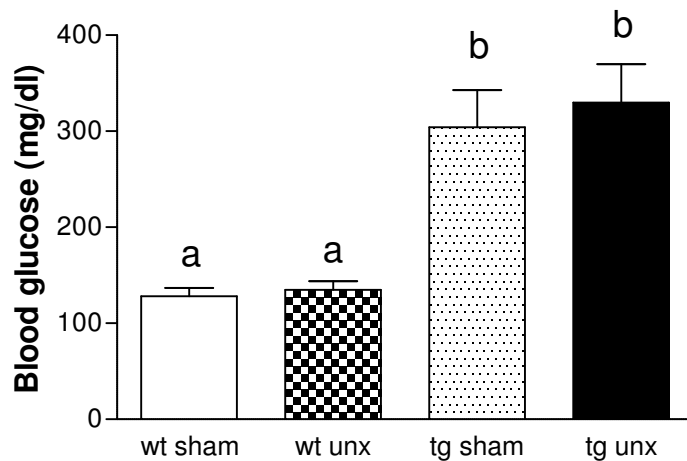 Blood glucose (mg/dl)
400
300
200
100
0
a
a
b
b
wt sham
wt unx
tg sham
tg unx